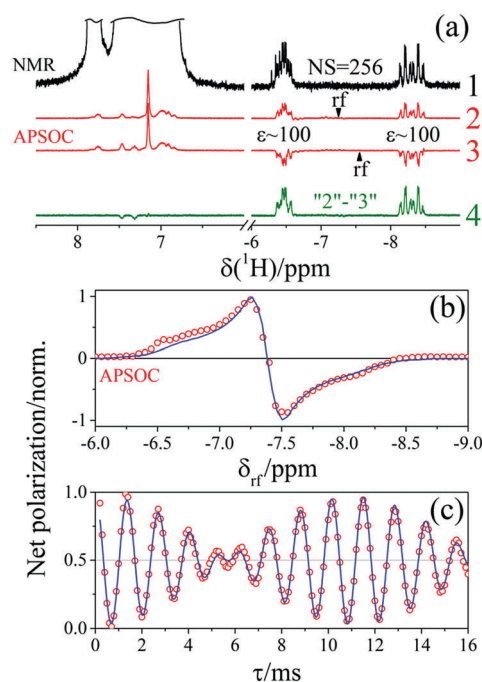 (a)
NMR
NS=256
1
rf
2
APSOC
ε~100
ε~100
3
rf
"2"-"3"
4
8
7
-6
-7
-8
δ(¹H)/ppm
(b)
1
0
-1
APSOC
-6.0
-6.5
-7.0
-7.5
-8.0
-8.5
-9.0
δrf/ppm
Net polarization/norm.
(c)
1.0
0.5
0.0
0
2
4
6
8
10
12
14
16
τ/ms